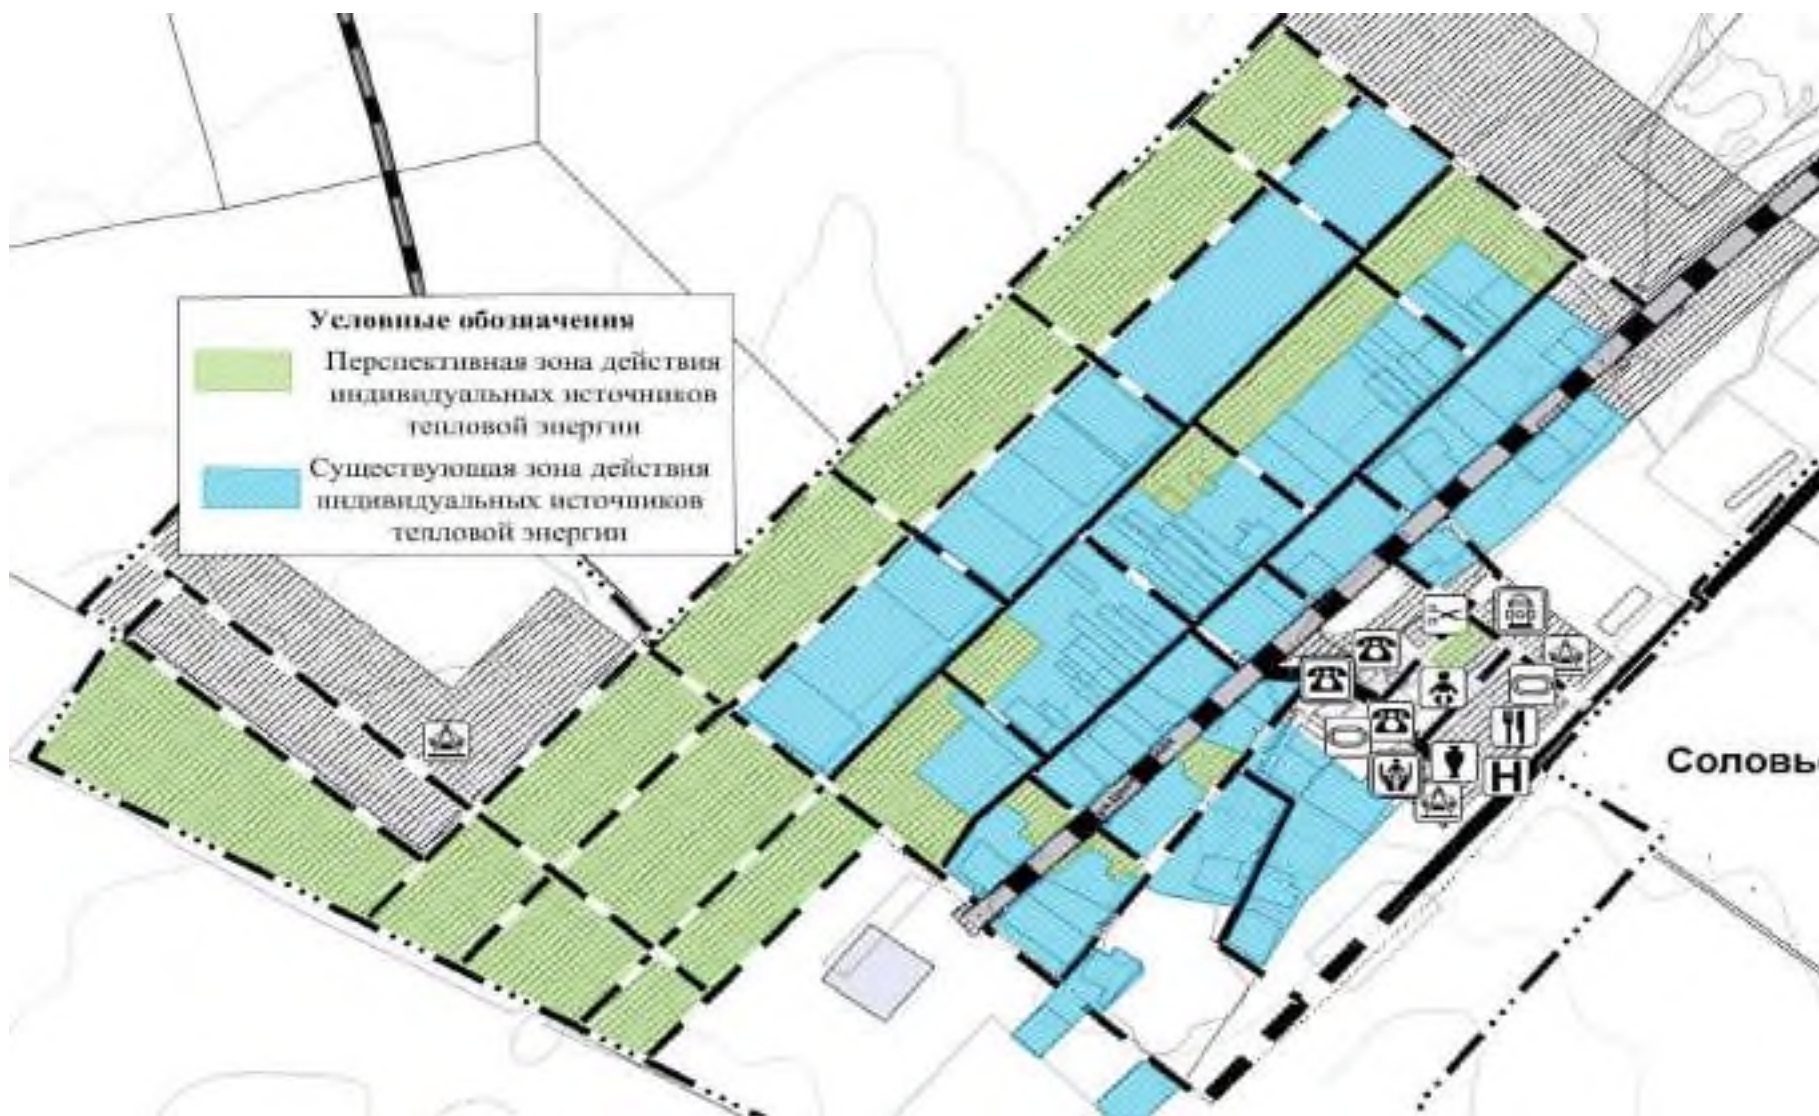 Условные обозначения
Перспективная зона действия
индивидуальных источников
тепловой энергии
Существующая зона действия
индивидуальных источников
тепловой энергии
Соловь
H